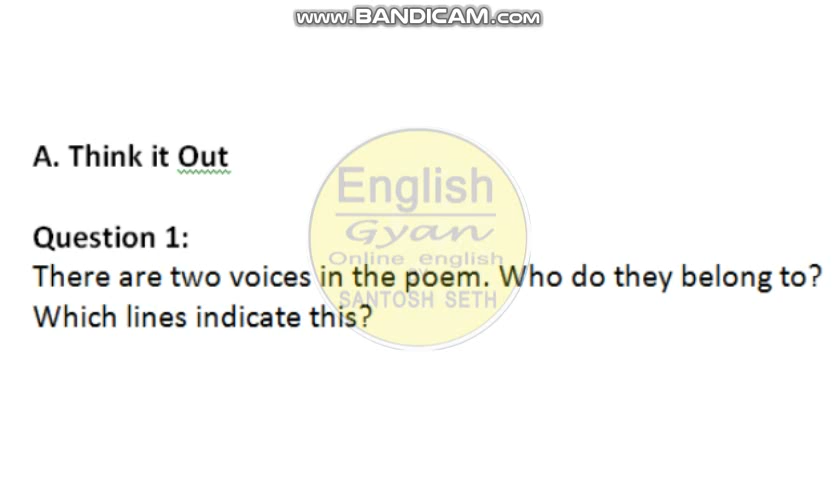 www.BANDICAM.COM
A. Think it Out
English
Gyan
Online english
BY
SANTOSH SETH
Question 1:
There are two voices in the poem. Who do they belong to?
Which lines indicate this?